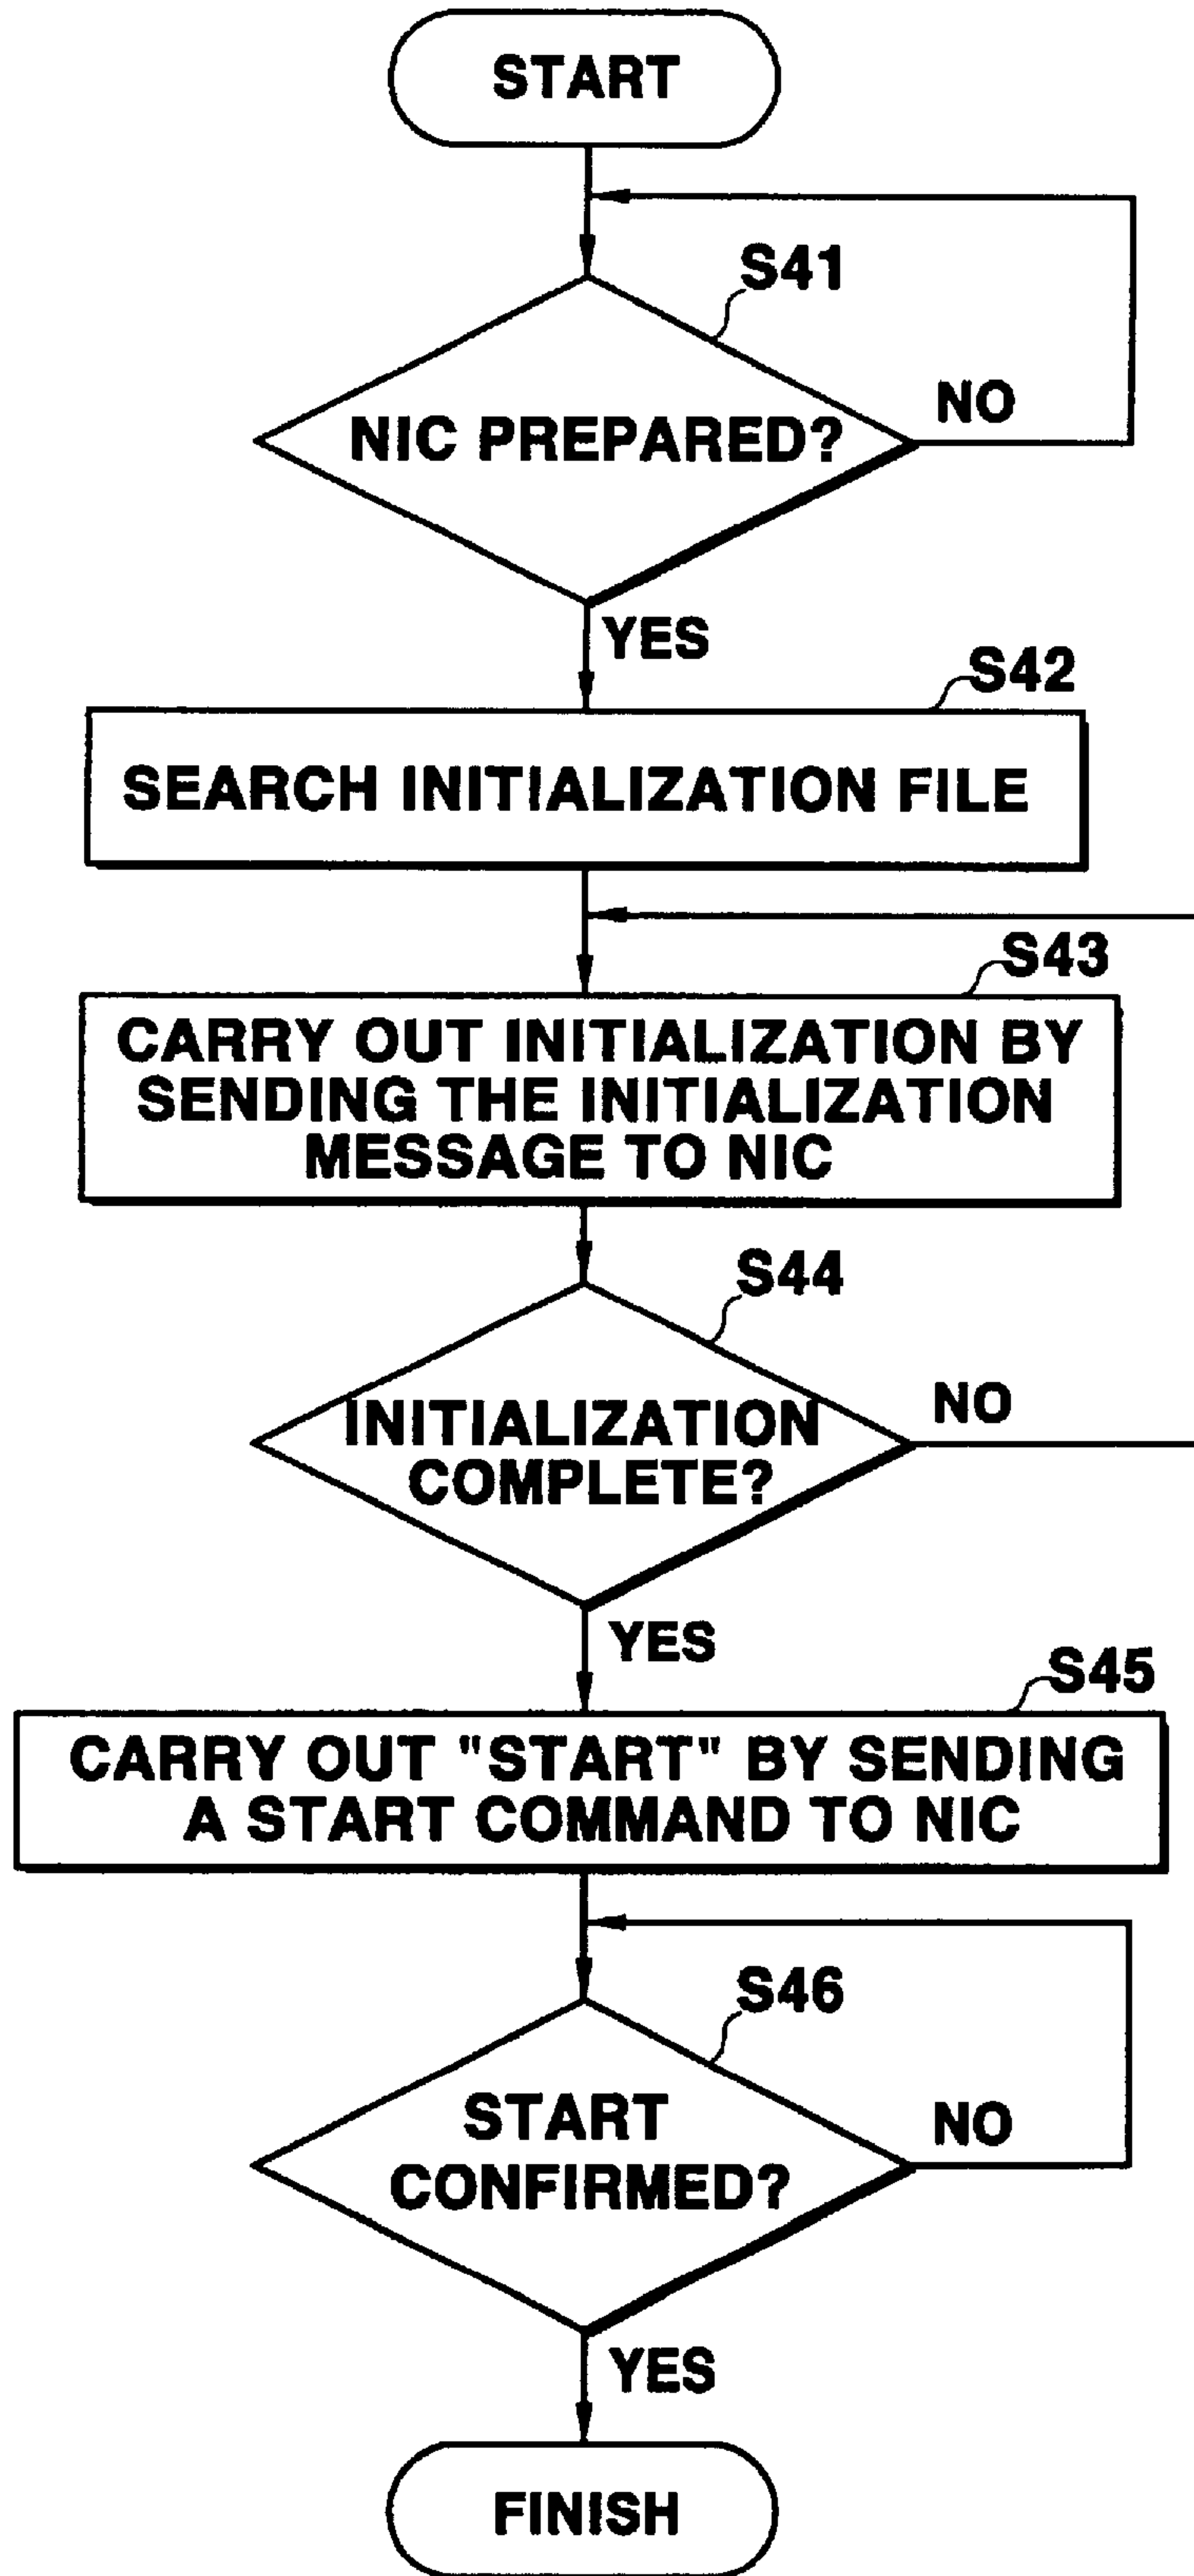 START
S41
NIC PREPARED?
NO
YES
S42
SEARCH INITIALIZATION FILE
S43
CARRY OUT INITIALIZATION BY
SENDING THE INITIALIZATION
MESSAGE TO NIC
S44
NO
INITIALIZATION
COMPLETE?
YES
S45
CARRY OUT "START" BY SENDING
A START COMMAND TO NIC
S46
START
NO
CONFIRMED?
YES
FINISH